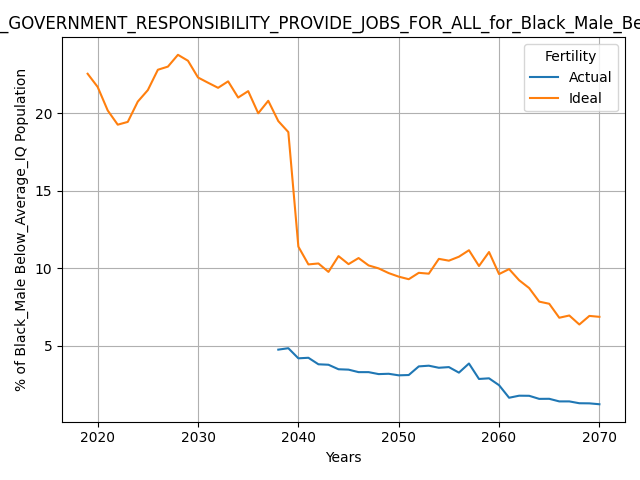 _GOVERNMENT_RESPONSIBILITY_PROVIDE_JOBS_FOR_ALL_for_Black_Male_Be
Fertility
Actual
Ideal
% of Black_Male Below_Average_IQ Population
20
15
10
5
2020 2030 2040 2050 2060 2070
Years